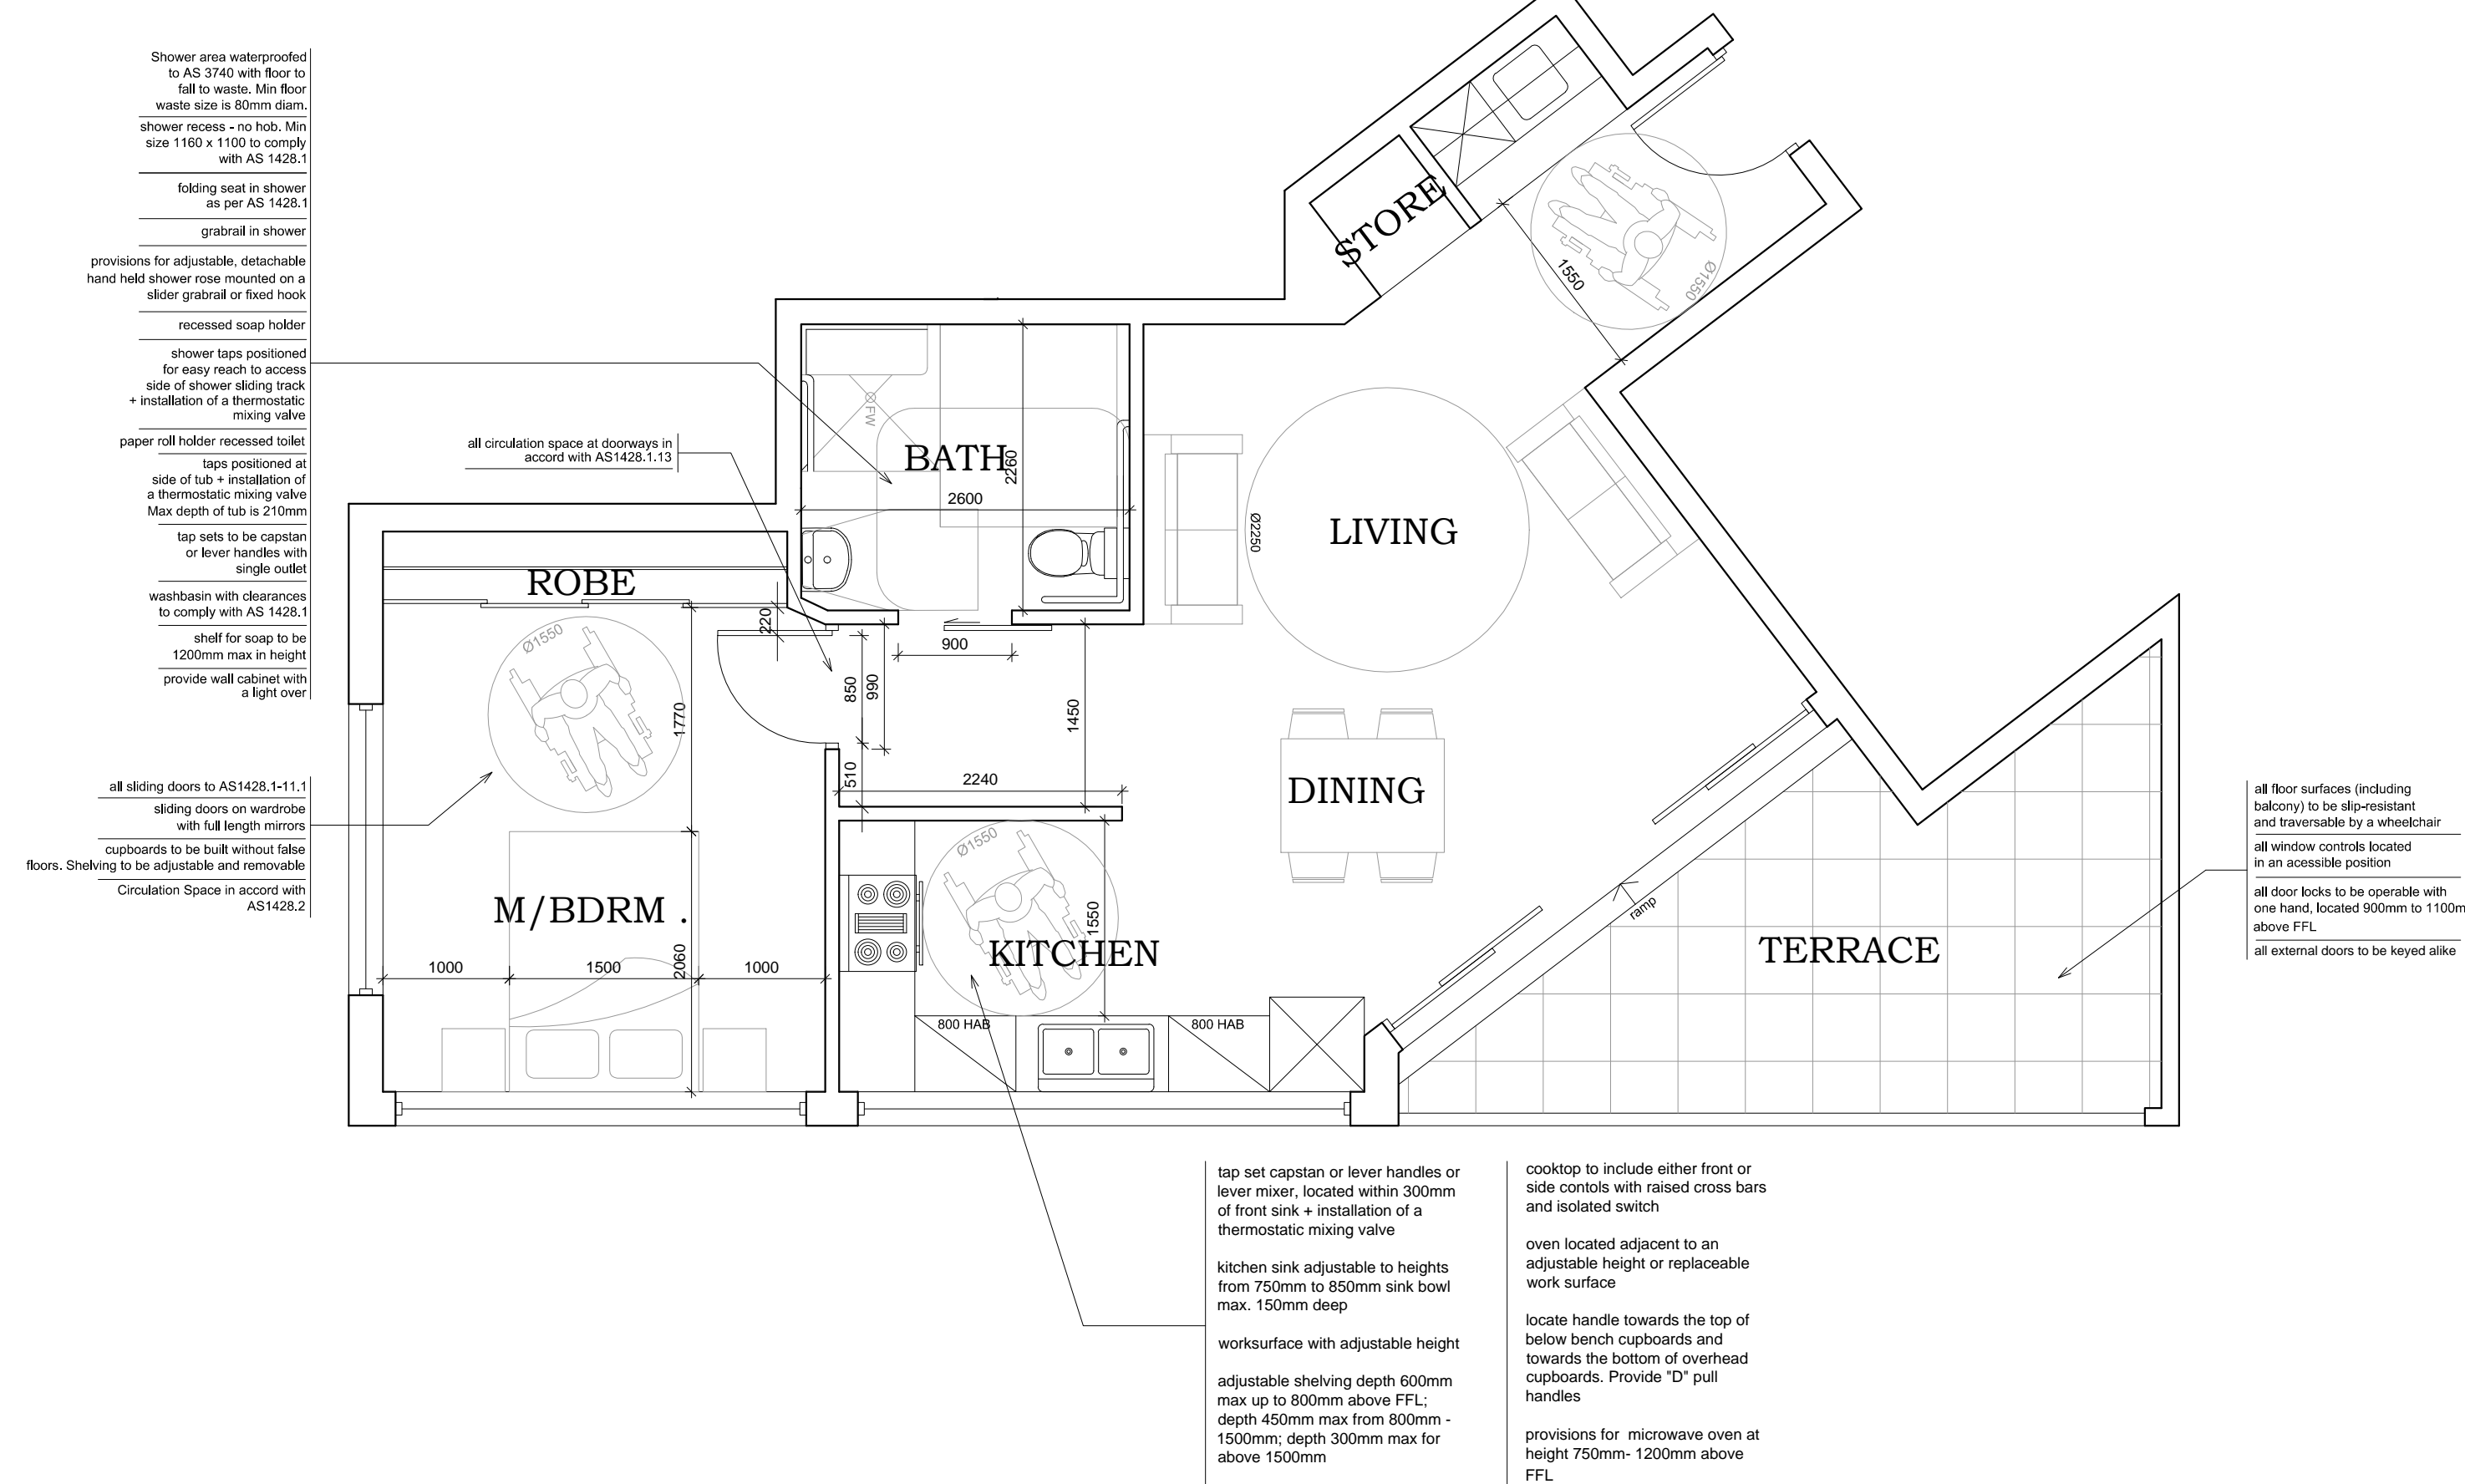 Shower area waterproofed
to AS 3740 with floor to
fall to waste. Min floor
waste size is 80mm diam.
shower recess - no hob. Min
size 1160 x 1100 to comply
with AS 1428.1
folding seat in shower
as per AS 1428.1
grabrail in shower
provisions for adjustable, detachable
hand held shower rose mounted on a
slider grabrail or fixed hook
recessed soap holder
shower taps positioned
for easy reach to access
side of shower sliding track
+ installation of a thermostatic
mixing valve
paper roll holder recessed toilet
taps positioned at
side of tub + installation of
a thermostatic mixing valve
Max depth of tub is 210mm
tap sets to be capstan
or lever handles with
single outlet
washbasin with clearances
to comply with AS 1428.1
shelf for soap to be
1200mm max in height
provide wall cabinet with
a light over
all sliding doors to AS1428.1-11.1
sliding doors on wardrobe
with full length mirrors
cupboards to be built without false
floors. Shelving to be adjustable and removable
Circulation Space in accord with
AS1428.2
all circulation space at doorways in
accord with AS1428.1.13
STORE
1550
Ø1550
FW
BATH
2260
2600
Ø2250
LIVING
ROBE
220
900
Ø1550
850
990
1770
1450
510
2240
DINING
Ø1550
M/BDRM .
1550
KITCHEN
1000
1500
2060
1000
800 HAB
800 HAB
ramp
TERRACE
all floor surfaces (including
balcony) to be slip-resistant
and traversable by a wheelchair
all window controls located
in an acessible position
all door locks to be operable with
one hand, located 900mm to 1100m
above FFL
all external doors to be keyed alike
tap set capstan or lever handles or
lever mixer, located within 300mm
of front sink + installation of a
thermostatic mixing valve
kitchen sink adjustable to heights
from 750mm to 850mm sink bowl
max. 150mm deep
worksurface with adjustable height
adjustable shelving depth 600mm
max up to 800mm above FFL;
depth 450mm max from 800mm -
1500mm; depth 300mm max for
above 1500mm
cooktop to include either front or
side contols with raised cross bars
and isolated switch
oven located adjacent to an
adjustable height or replaceable
work surface
locate handle towards the top of
below bench cupboards and
towards the bottom of overhead
cupboards. Provide "D" pull
handles
provisions for microwave oven at
height 750mm- 1200mm above
FFL